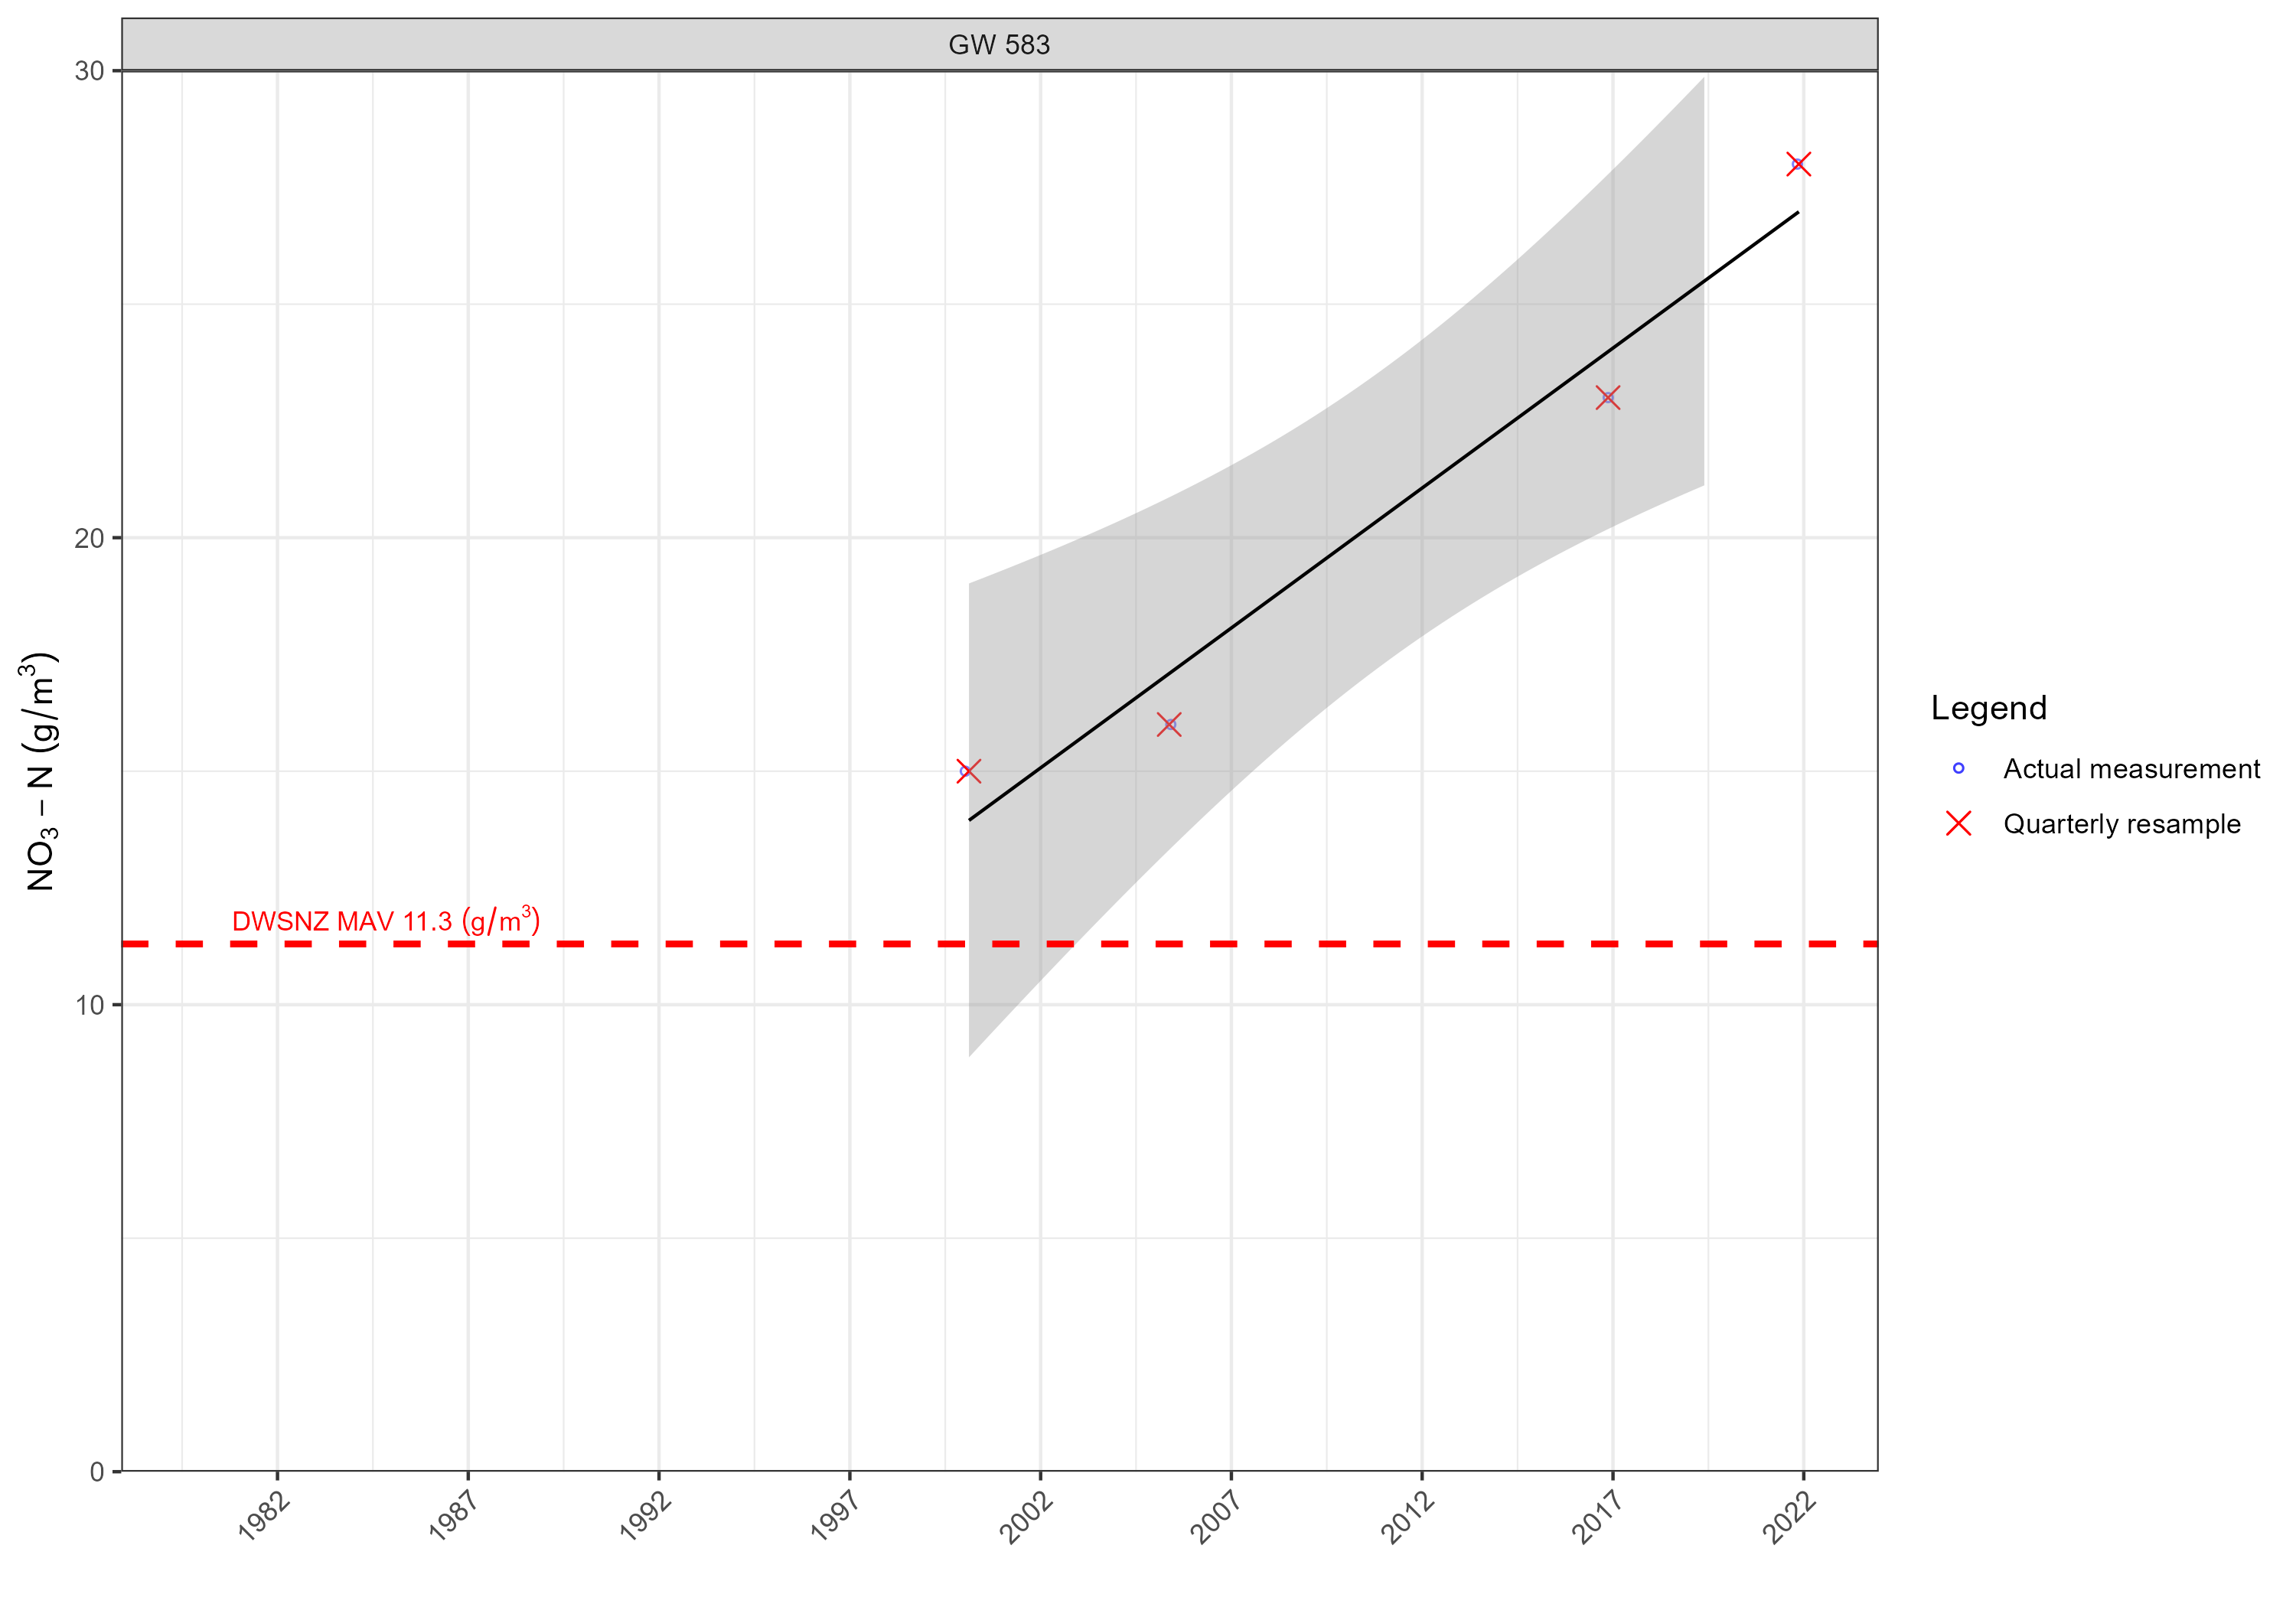 GW 583
30
20
10
0
NO₃ – N (g/m³)
DWSNZ MAV 11.3 (g/m³)
1982
1987
1992
1997
2002
2007
2012
2017
2022
Legend
Actual measurement
Quarterly resample